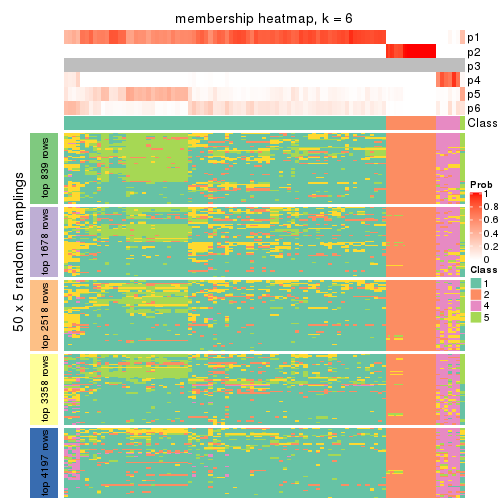 membership heatmap, k = 6
p1
p2
p3
p4
p5
p6
Class
50 x 5 random samplings
top 839 rows
top 1678 rows
top 2518 rows
top 3358 rows
top 4197 rows
Prob
1
0.8
0.6
0.4
0.2
0
Class
1
2
4
5